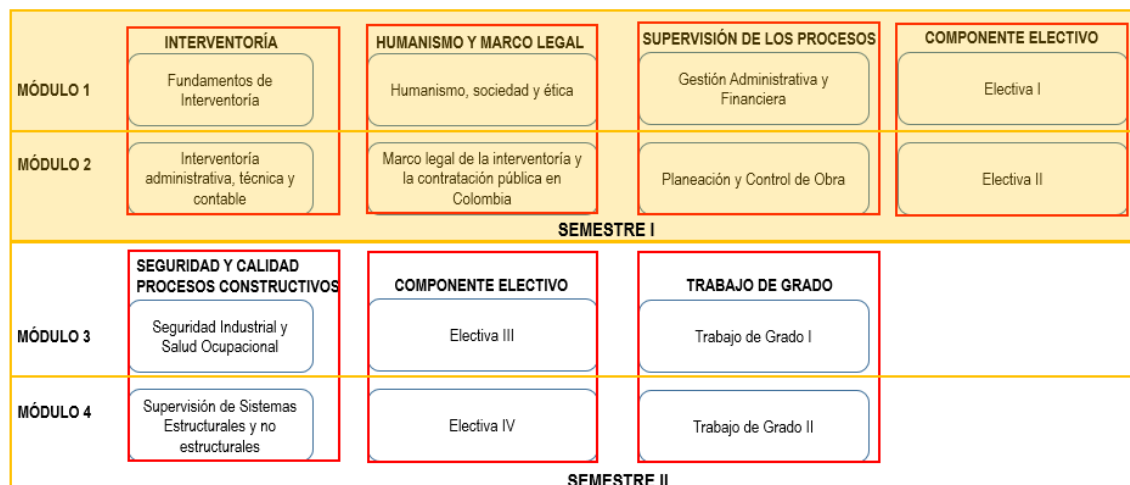 INTERVENTORÍA
HUMANISMO Y MARCO LEGAL
SUPERVISIÓN DE LOS PROCESOS
COMPONENTE ELECTIVO
MÓDULO 1
Fundamentos de
Interventoría
Humanismo, sociedad y ética
Gestión Administrativa y
Financiera
Electiva I
MÓDULO 2
Interventoría
administrativa, técnica y
contable
Marco legal de la interventoría y
la contratación pública en
Colombia
Planeación y Control de Obra
Electiva II
SEMESTRE I
SEGURIDAD Y CALIDAD
PROCESOS CONSTRUCTIVOS
COMPONENTE ELECTIVO
TRABAJO DE GRADO
MÓDULO 3
Seguridad Industrial y
Salud Ocupacional
Electiva III
Trabajo de Grado I
MÓDULO 4
Supervisión de Sistemas
Estructurales y no
estructurales
Electiva IV
Trabajo de Grado II
SEMESTRE II